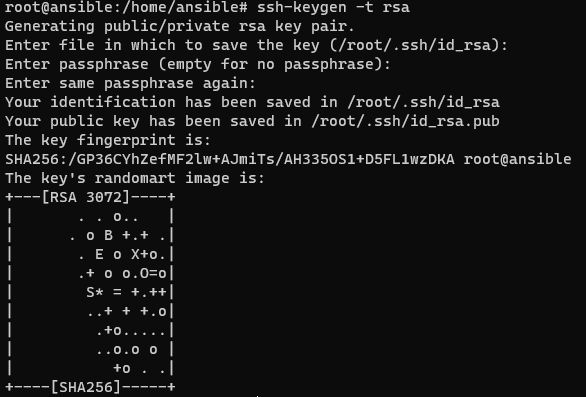 root@ansible:/home/ansible# ssh-keygen -t rsa
Generating public/private rsa key pair.
Enter file in which to save the key (/root/.ssh/id_rsa):
Enter passphrase (empty for no passphrase):
Enter same passphrase again:
Your identification has been saved in /root/.ssh/id_rsa
Your public key has been saved in /root/.ssh/id_rsa.pub
The key fingerprint is:
SHA256:/GP36CYhZefMF2lw+AJmiTs/AH335OS1+D5FL1wzDKA root@ansible
The key's randomart image is:
+---[RSA 3072]----+
|       . . o..   |
|      . o B +.+ .|
|       . E o X+o.|
|       .+ o o.O=o|
|        S* = +.++|
|        ..+ + +.o|
|         .+o.....|
|         ..o.o o |
|           +o . .|
+----[SHA256]-----+